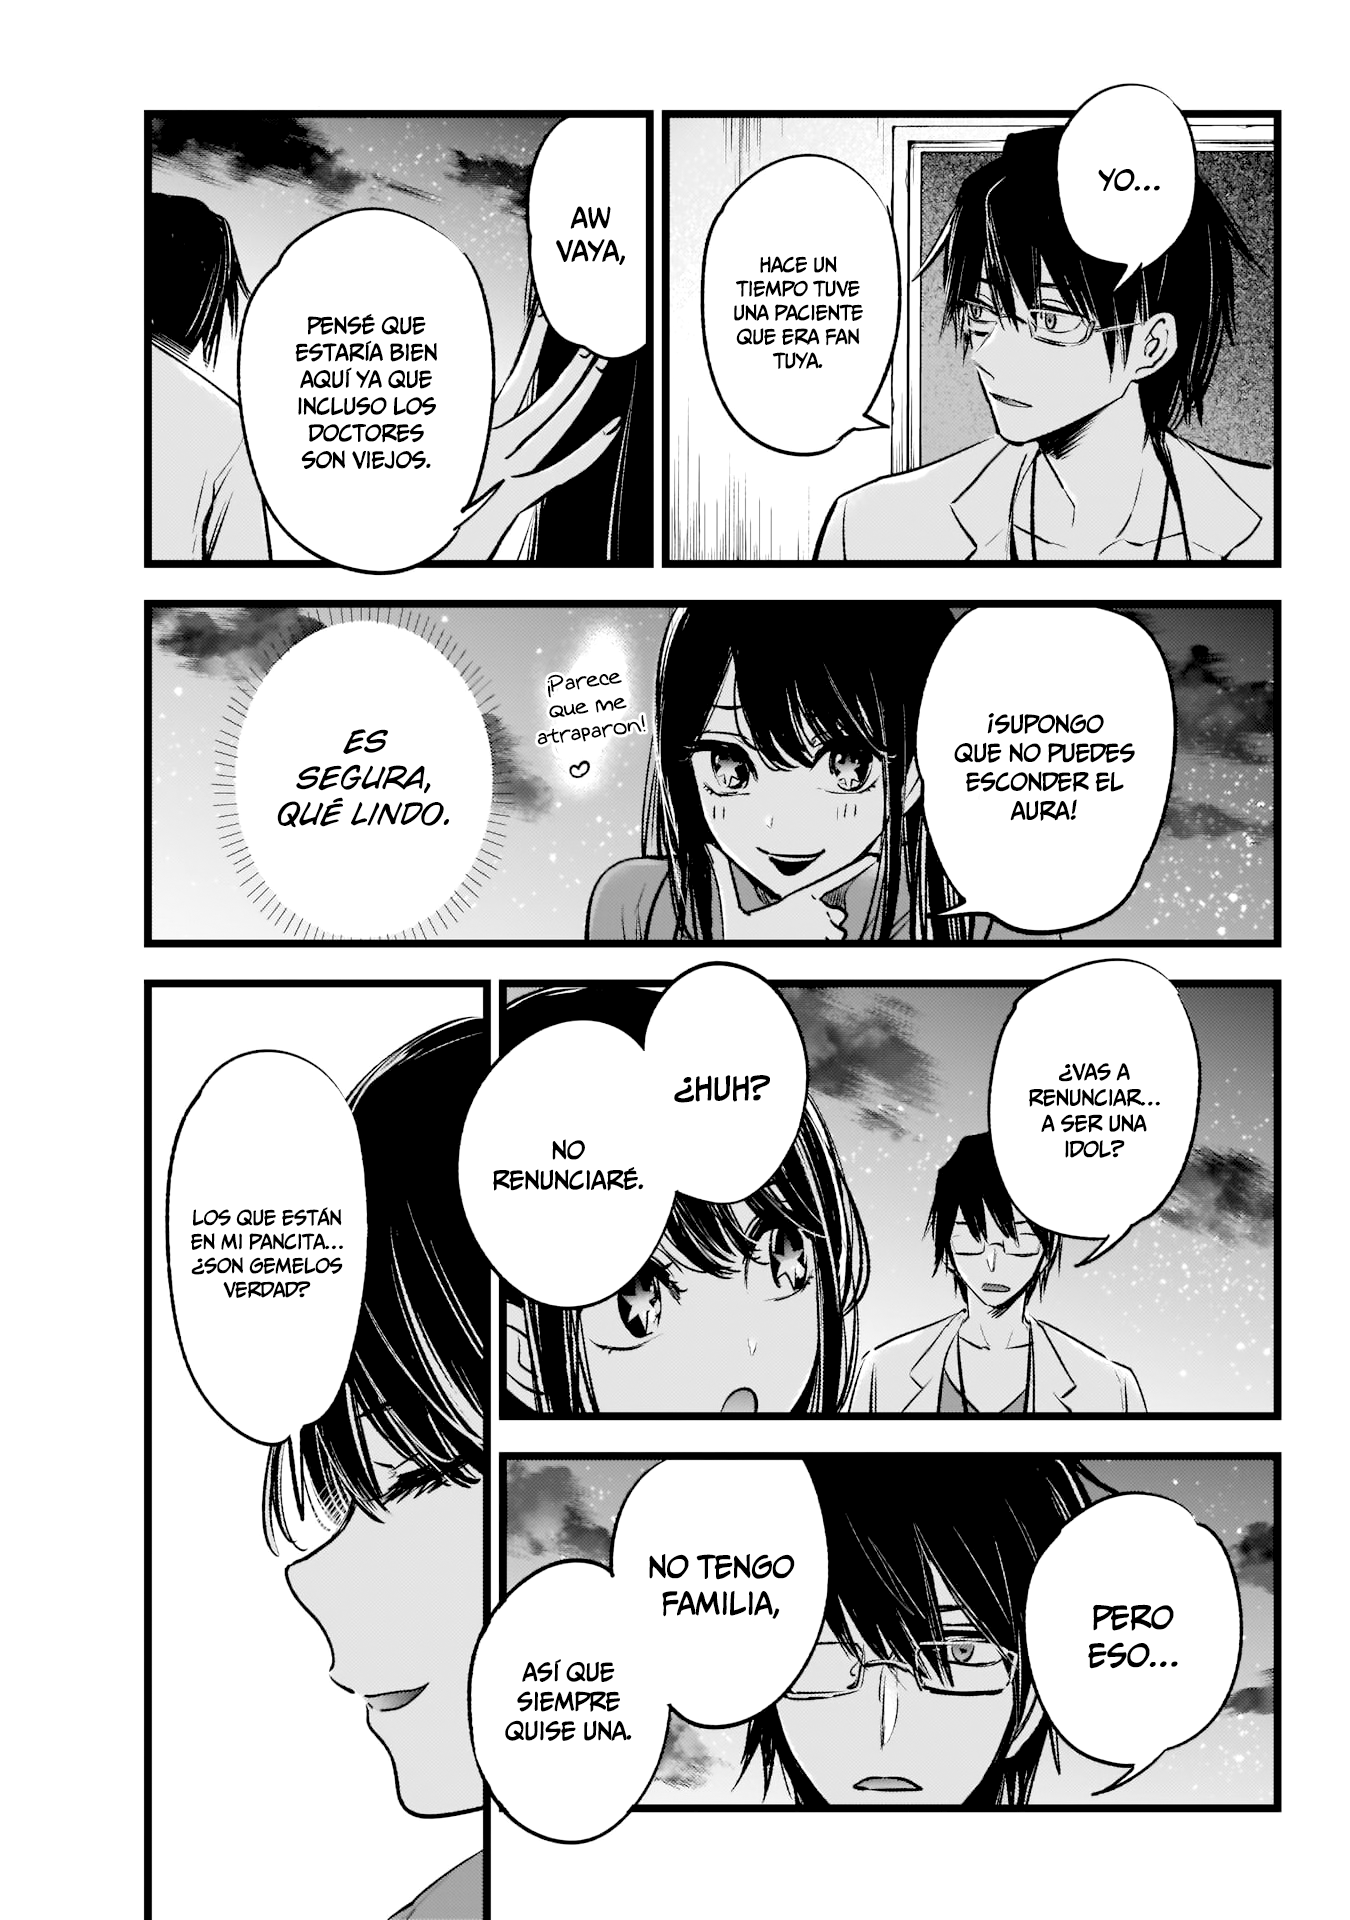 YO...
HACE UN
TIEMPO TUVE
UNA PACIENTE
QUE ERA FAN
TUYA.
AW
VAYA,
PENSÉ QUE
ESTARÍA BIEN
AQUÍ YA QUE
INCLUSO LOS
DOCTORES
SON VIEJOS.
¡SUPONGO
QUE NO PUEDES
ESCONDER EL
AURA!
¡Parece
que me
atraparon!
ES
SEGURA,
QUÉ LINDO.
¿VAS A
RENUNCIAR...
A SER UNA
IDOL?
¿HUH?
NO
RENUNCIARÉ.
PERO
ESO...
NO TENGO
FAMILIA,
ASÍ QUE
SIEMPRE
QUISE UNA.
LOS QUE ESTÁN
EN MI PANCITA...
¿SON GEMELOS
VERDAD?